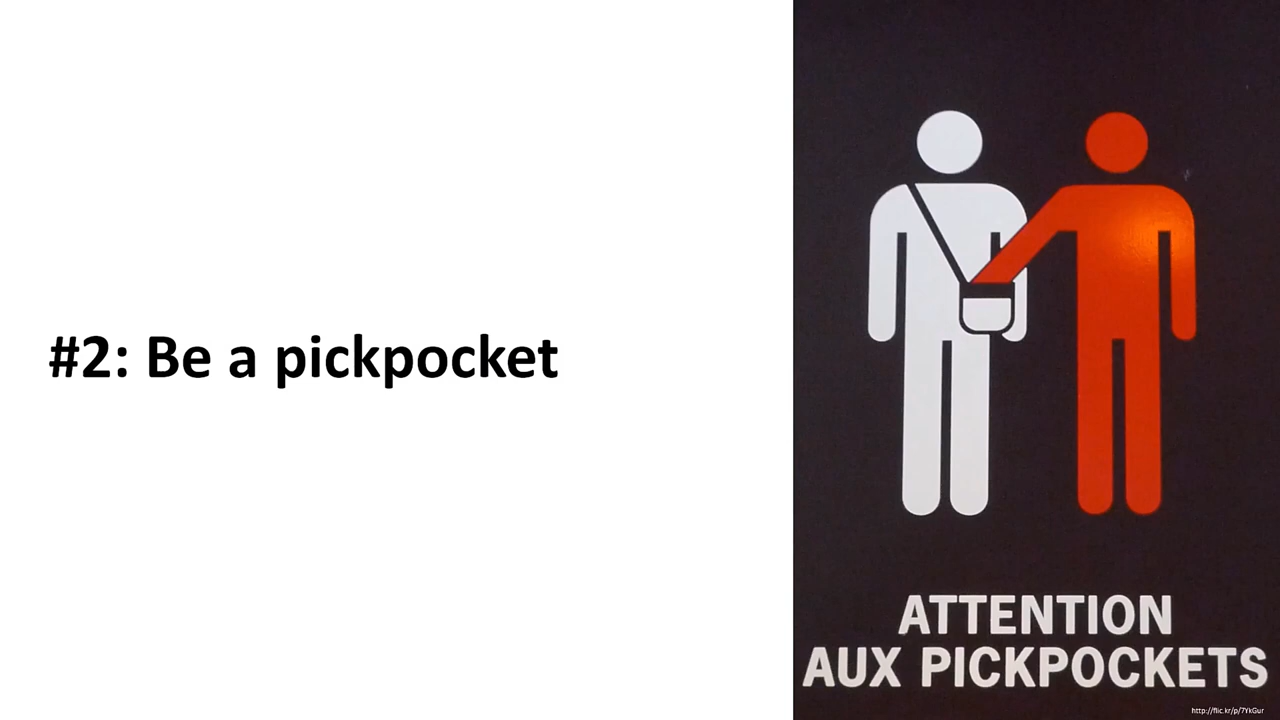 #2: Be a pickpocket
ATTENTION
AUX PICKPOCKETS
http://flic.kr/p/7YkGur